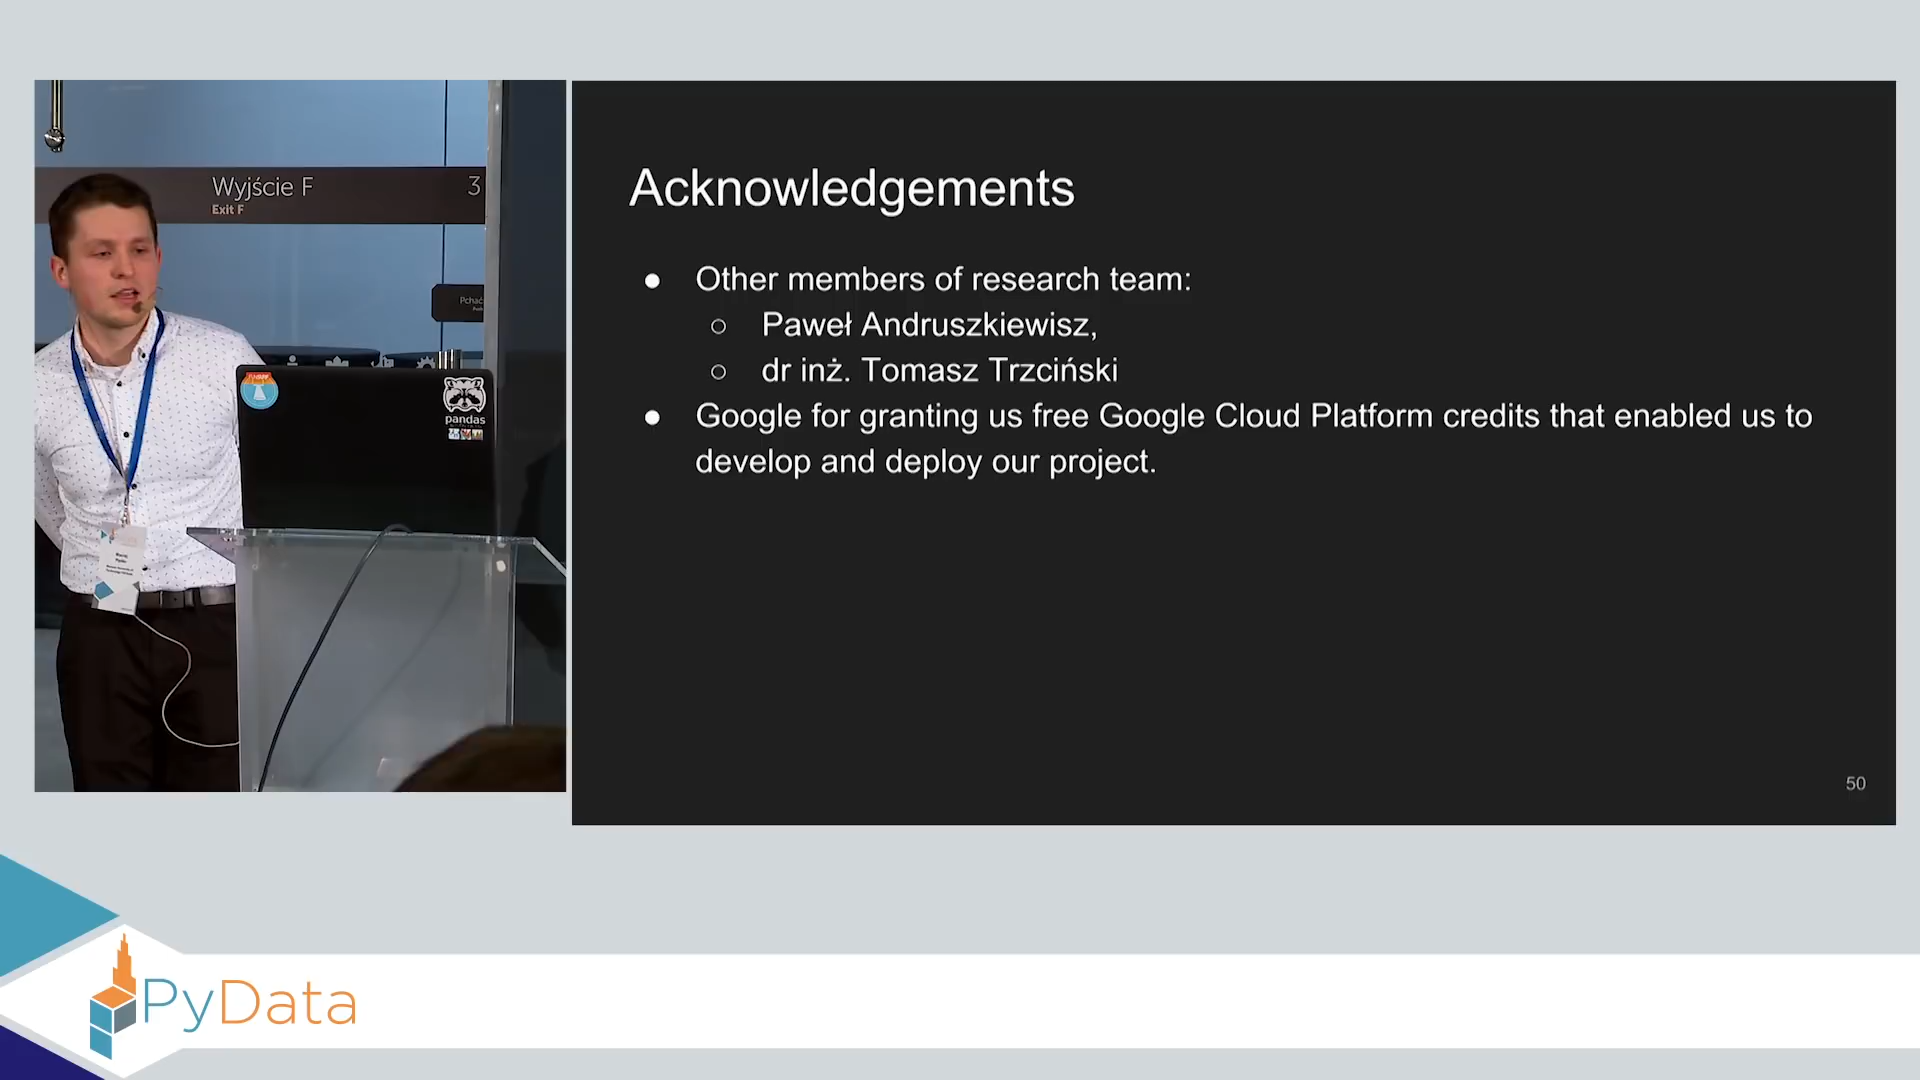 Wyjście F
3
Exit F
pandas
Acknowledgements
● Other members of research team:
○ Paweł Andruszkiewisz,
○ dr inż. Tomasz Trzciński
● Google for granting us free Google Cloud Platform credits that enabled us to
develop and deploy our project.
50
PyData